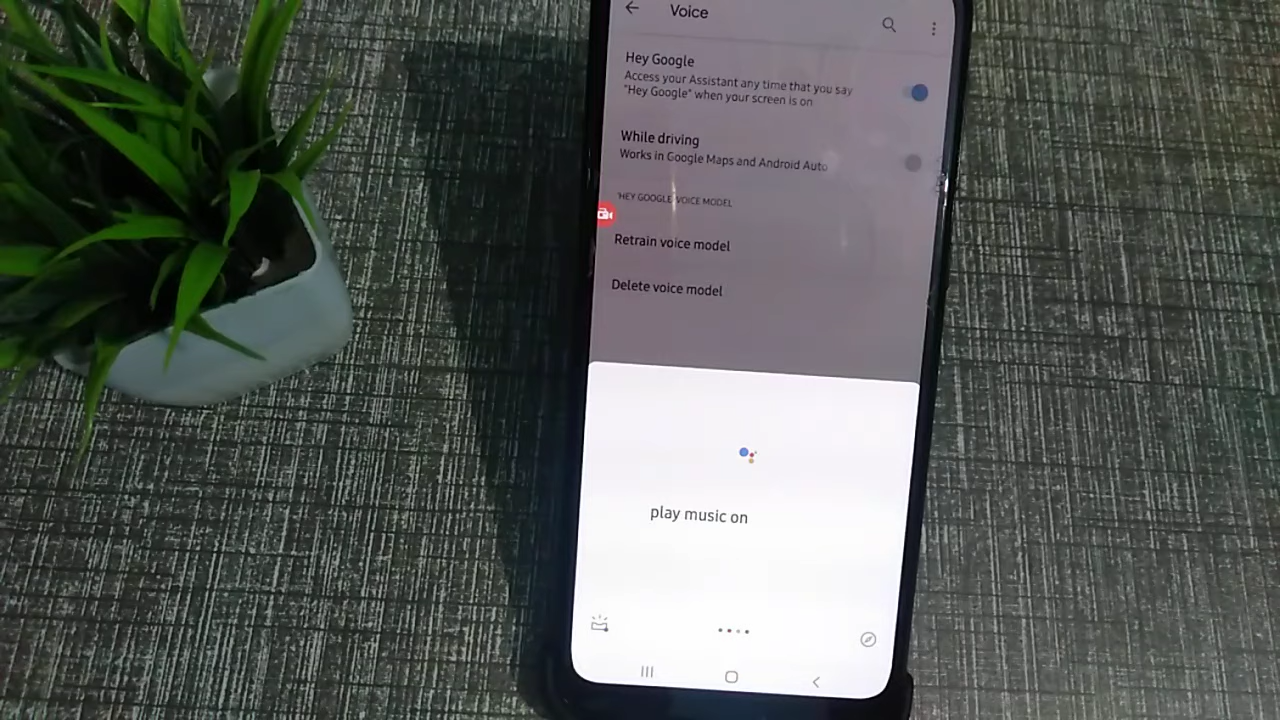 Voice
Hey Google
Access your Assistant any time that you say
"Hey Google" when your screen is on
While driving
Works in Google Maps and Android Auto
'HEY GOOGLE' VOICE MODEL
Retrain voice model
Delete voice model
play music on